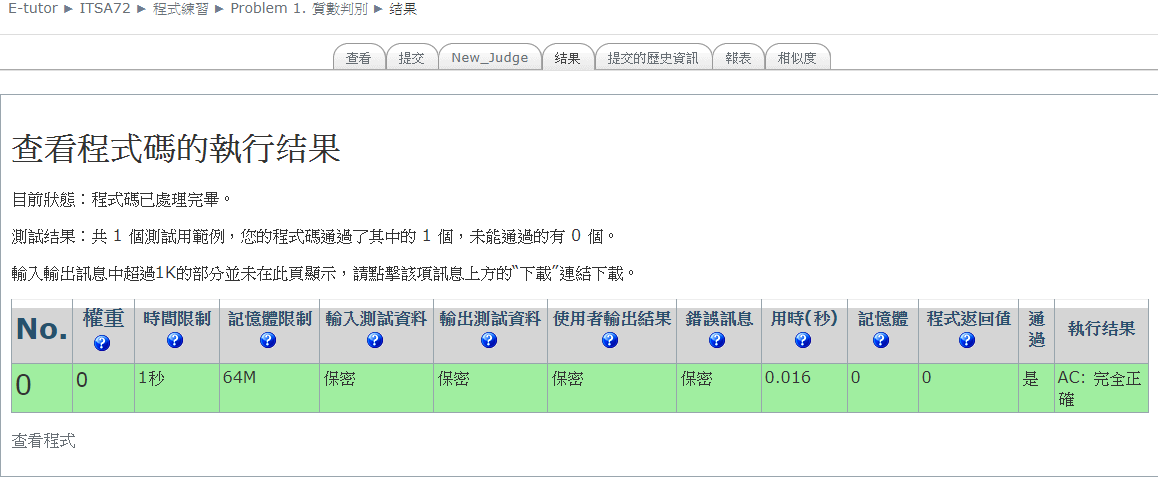 E-tutor ► ITSA72 ► 程式練習 ► Problem 1. 質數判別 ► 结果
查看 提交 New_Judge 结果 提交的歷史資訊 報表 相似度
查看程式碼的執行结果
目前狀態：程式碼已處理完畢。
測試结果：共 1 個測試用範例，您的程式碼通過了其中的 1 個，未能通過的有 0 個。
輸入輸出訊息中超過1K的部分並未在此頁顯示，請點擊該項訊息上方的“下載”連結下載。
No. 權重 時間限制 記憶體限制 輸入測試資料 輸出測試資料 使用者輸出結果 錯誤訊息 用時(秒) 記憶體 程式返回值 通過 執行结果
0 0 1秒 64M 保密 保密 保密 保密 0.016 0 0 是 AC: 完全正確
查看程式